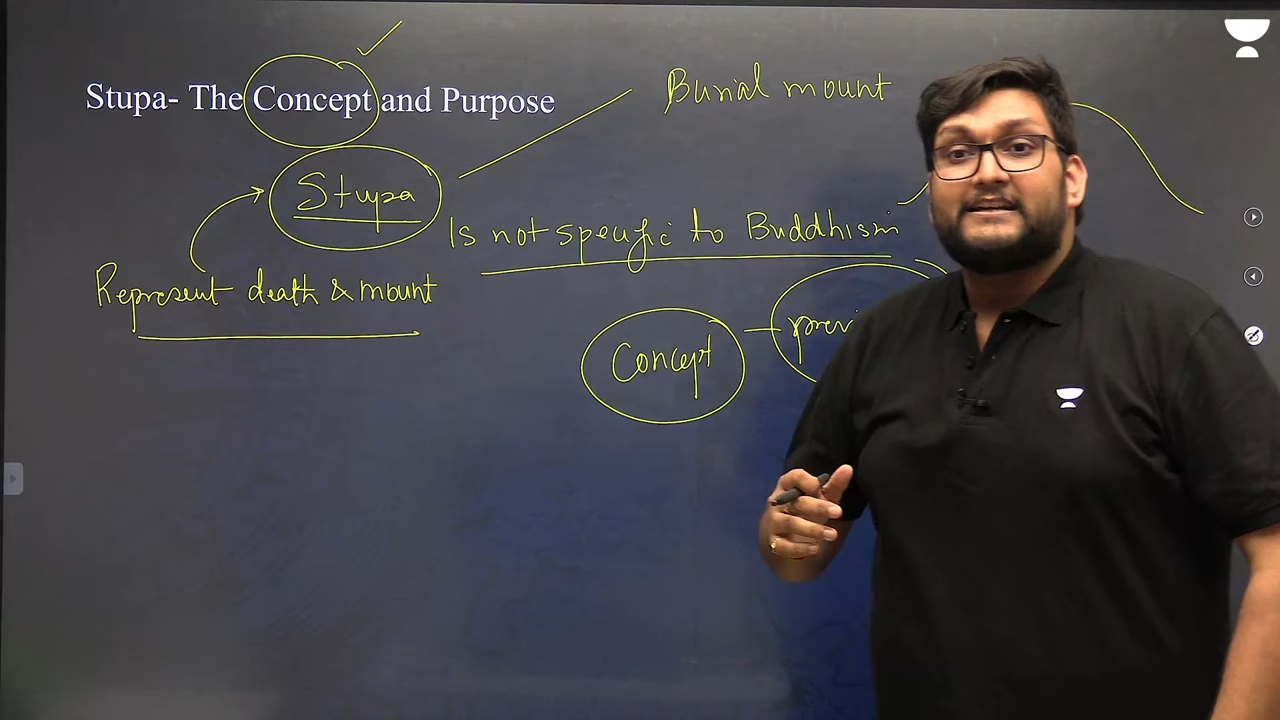 Stupa- The Concept and Purpose
Burial mount
Stupa
Is not specific to Buddhism
Represent death & mount
Concept